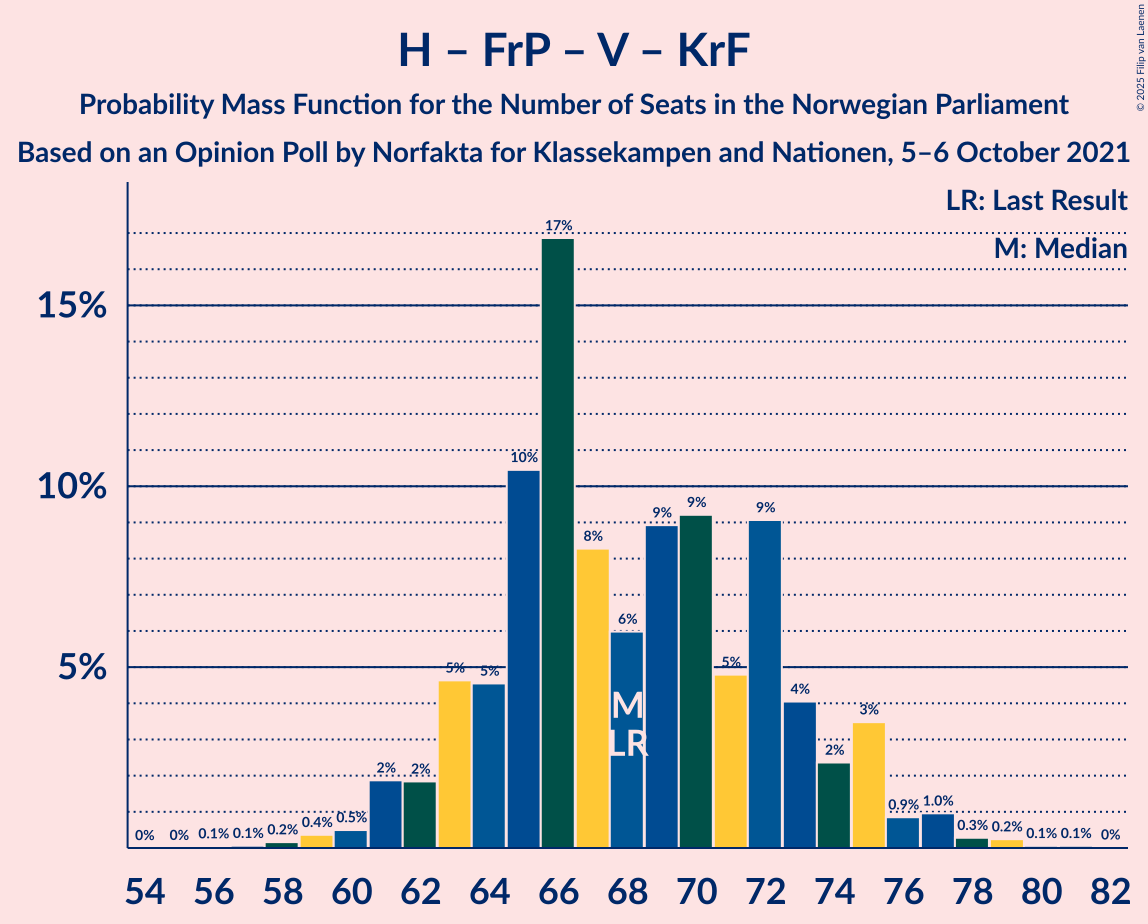 H – FrP – V – KrF
Probability Mass Function for the Number of Seats in the Norwegian Parliament
Based on an Opinion Poll by Norfakta for Klassekampen and Nationen, 5–6 October 2021
© 2025 Filip van Laenen
LR: Last Result
M: Median
15%
10%
5%
0% 0% 0.1% 0.1% 0.2% 0.4% 0.5% 2% 2% 5% 5% 10% 17% 8% 6% 9% 9% 5% 9% 4% 2% 3% 0.9% 1.0% 0.3% 0.2% 0.1% 0.1% 0%
M
LR
54 56 58 60 62 64 66 68 70 72 74 76 78 80 82